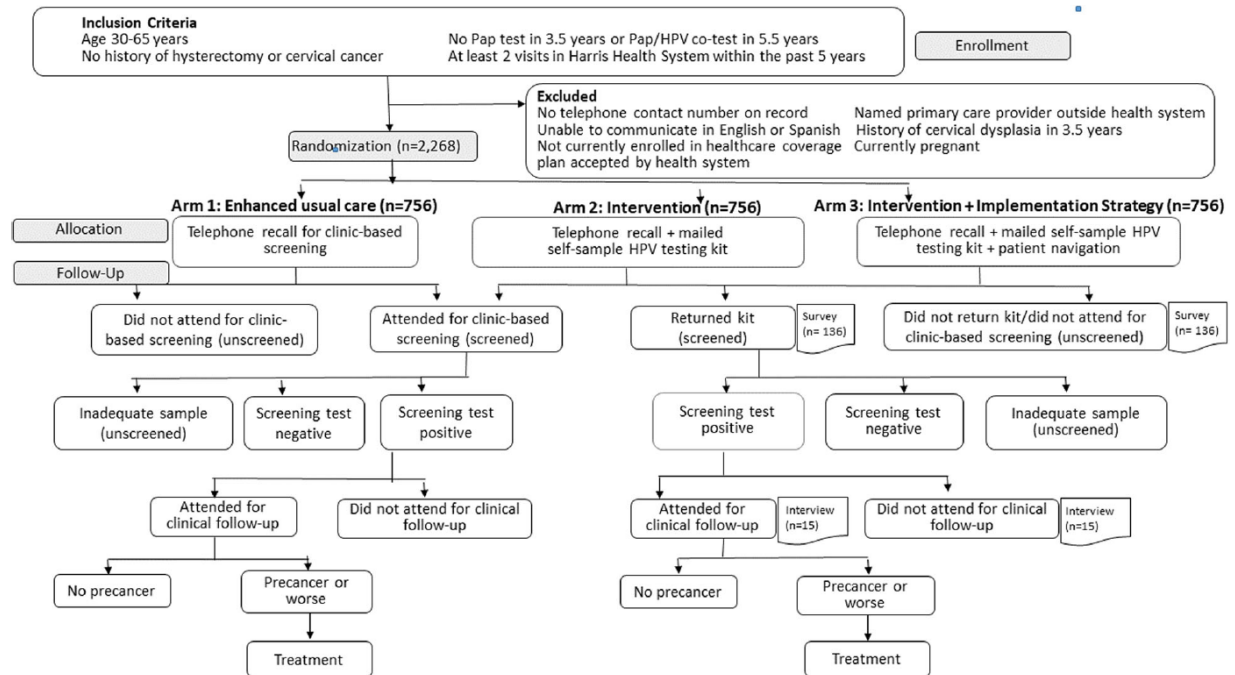 Inclusion Criteria
Age 30-65 years
No history of hysterectomy or cervical cancer
No Pap test in 3.5 years or Pap/HPV co-test in 5.5 years
At least 2 visits in Harris Health System within the past 5 years
Enrollment
Excluded
No telephone contact number on record
Unable to communicate in English or Spanish
Not currently enrolled in healthcare coverage
plan accepted by health system
Named primary care provider outside health system
History of cervical dysplasia in 3.5 years
Currently pregnant
Randomization (n=2,268)
Arm 1: Enhanced usual care (n=756)
Arm 2: Intervention (n=756)
Arm 3: Intervention + Implementation Strategy (n=756)
Allocation
Telephone recall for clinic-based
screening
Telephone recall + mailed
self-sample HPV testing kit
Telephone recall + mailed self-sample HPV
testing kit + patient navigation
Follow-Up
Did not attend for clinic-
based screening (unscreened)
Attended for clinic-based
screening (screened)
Returned kit
(screened)
Survey
(n= 136)
Did not return kit/did not attend for
clinic-based screening (unscreened)
Survey
(n= 136)
Inadequate sample
(unscreened)
Screening test
negative
Screening test
positive
Screening test
positive
Screening test
negative
Inadequate sample
(unscreened)
Attended for
clinical follow-up
Did not attend for clinical
follow-up
Attended for
clinical follow-up
Interview
(n=15)
Did not attend for clinical
follow-up
Interview
(n=15)
No precancer
Precancer or
worse
No precancer
Precancer or
worse
Treatment
Treatment